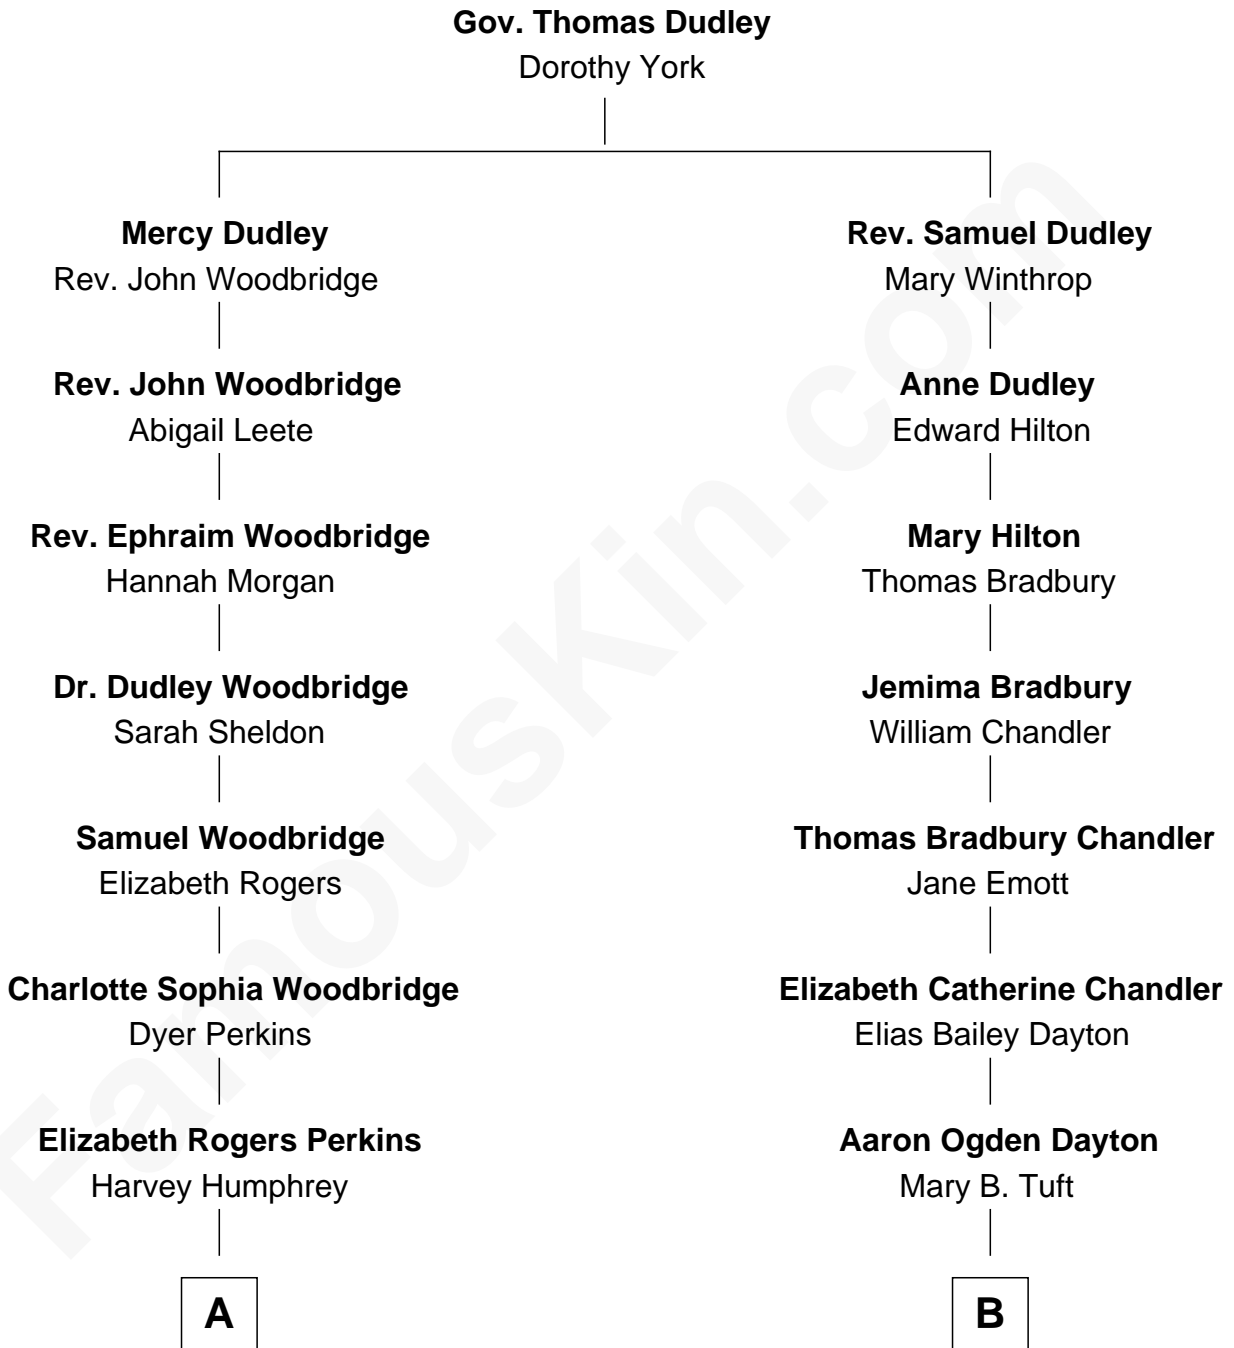 Gov. Thomas Dudley
Dorothy York
Mercy Dudley
Rev. John Woodbridge
Rev. Samuel Dudley
Mary Winthrop
Rev. John Woodbridge
Abigail Leete
Anne Dudley
Edward Hilton
Rev. Ephraim Woodbridge
Hannah Morgan
Mary Hilton
Thomas Bradbury
Dr. Dudley Woodbridge
Sarah Sheldon
Jemima Bradbury
William Chandler
Samuel Woodbridge
Elizabeth Rogers
Thomas Bradbury Chandler
Jane Emott
Charlotte Sophia Woodbridge
Dyer Perkins
Elizabeth Catherine Chandler
Elias Bailey Dayton
Elizabeth Rogers Perkins
Harvey Humphrey
Aaron Ogden Dayton
Mary B. Tuft
A
B
FamousKin.com